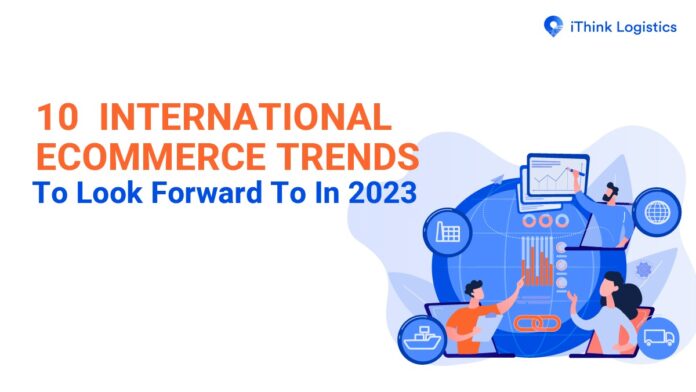 iThink Logistics
10 INTERNATIONAL
ECOMMERCE TRENDS
To Look Forward To In 2023